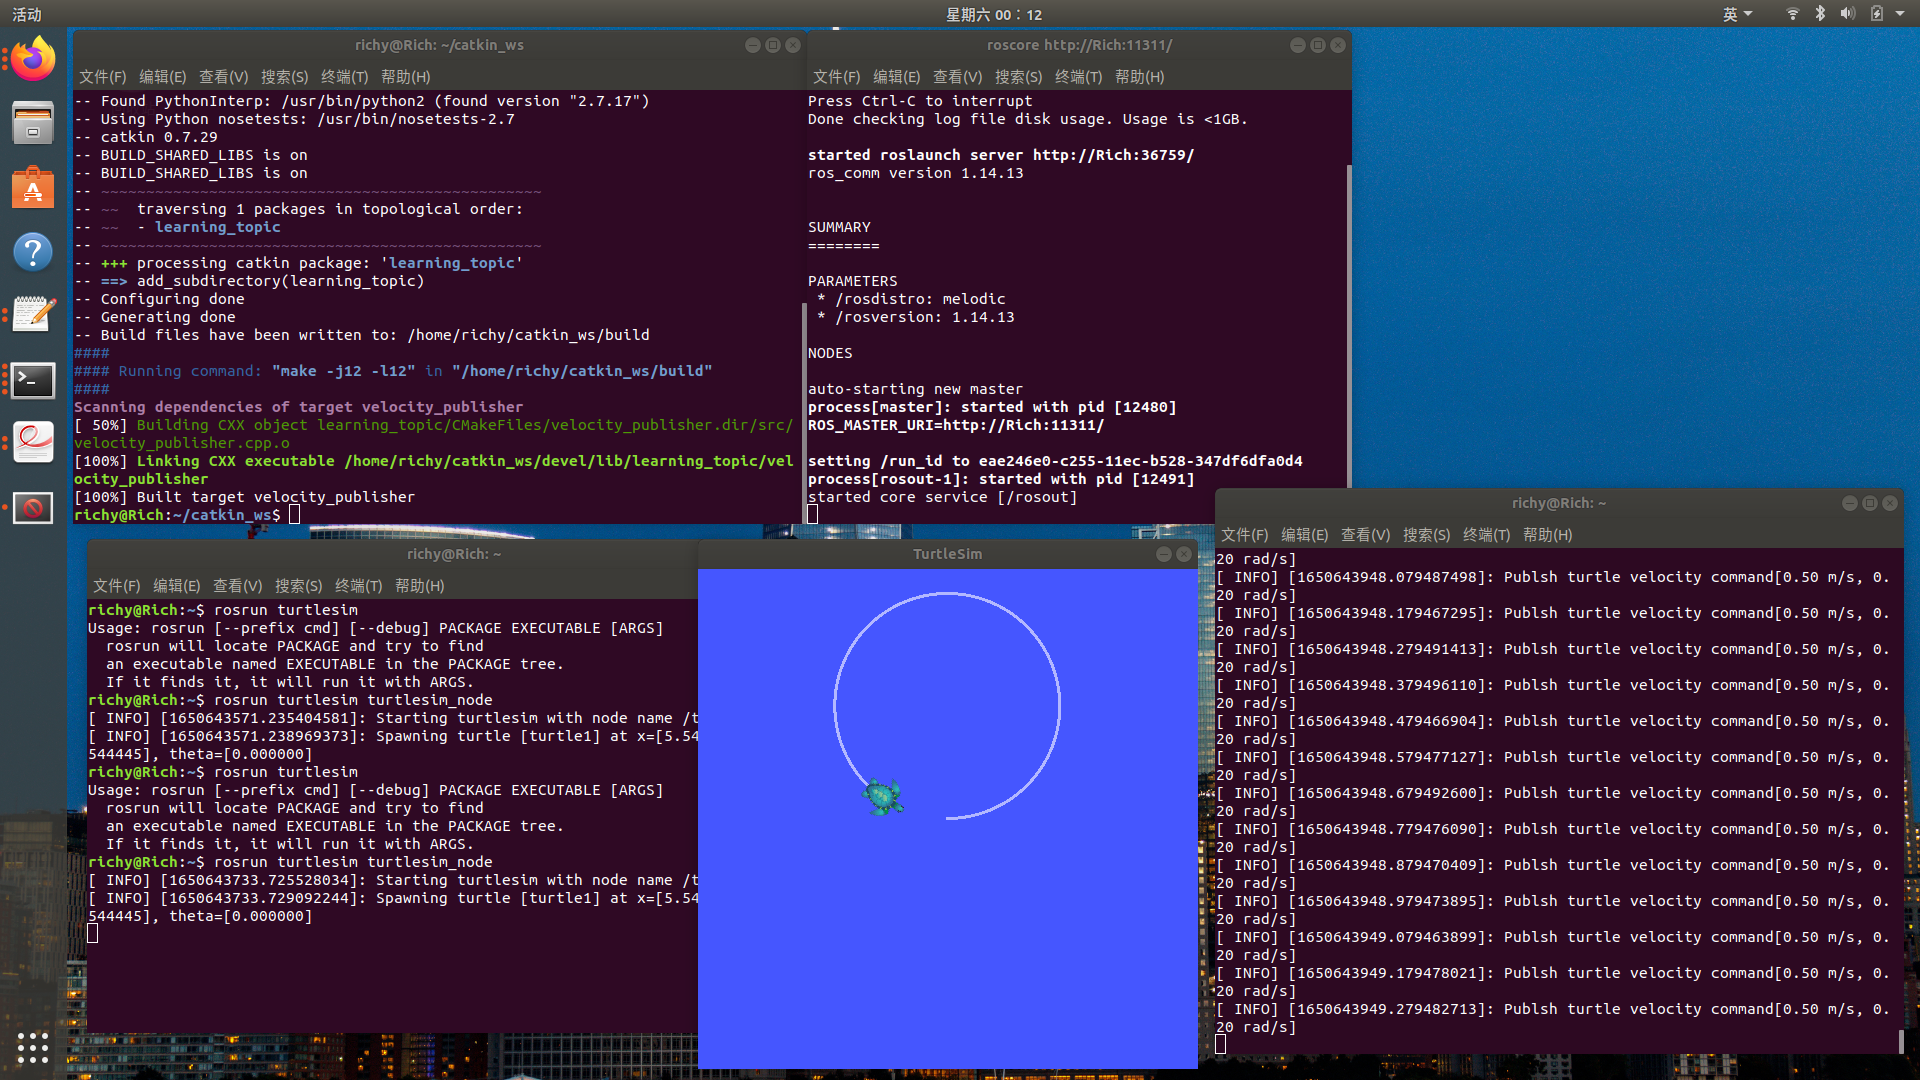 活动
星期六 00：12
英
richy@Rich: ~/catkin_ws
文件(F) 编辑(E) 查看(V) 搜索(S) 终端(T) 帮助(H)
-- Found PythonInterp: /usr/bin/python2 (found version "2.7.17")
-- Using Python nosetests: /usr/bin/nosetests-2.7
-- catkin 0.7.29
-- BUILD_SHARED_LIBS is on
-- BUILD_SHARED_LIBS is on
-- ~~~~~~~~~~~~~~~~~~~~~~~~~~~~~~~~~~~~~~~~~~~~~~~~~
-- ~~  traversing 1 packages in topological order:
-- ~~  - learning_topic
-- ~~~~~~~~~~~~~~~~~~~~~~~~~~~~~~~~~~~~~~~~~~~~~~~~~
-- +++ processing catkin package: 'learning_topic'
-- ==> add_subdirectory(learning_topic)
-- Configuring done
-- Generating done
-- Build files have been written to: /home/richy/catkin_ws/build
####
#### Running command: "make -j12 -l12" in "/home/richy/catkin_ws/build"
####
Scanning dependencies of target velocity_publisher
[ 50%] Building CXX object learning_topic/CMakeFiles/velocity_publisher.dir/src/
velocity_publisher.cpp.o
[100%] Linking CXX executable /home/richy/catkin_ws/devel/lib/learning_topic/vel
ocity_publisher
[100%] Built target velocity_publisher
richy@Rich:~/catkin_ws$
roscore http://Rich:11311/
文件(F) 编辑(E) 查看(V) 搜索(S) 终端(T) 帮助(H)
Press Ctrl-C to interrupt
Done checking log file disk usage. Usage is <1GB.
started roslaunch server http://Rich:36759/
ros_comm version 1.14.13
SUMMARY
========
PARAMETERS
 * /rosdistro: melodic
 * /rosversion: 1.14.13
NODES
auto-starting new master
process[master]: started with pid [12480]
ROS_MASTER_URI=http://Rich:11311/
setting /run_id to eae246e0-c255-11ec-b528-347df6dfa0d4
process[rosout-1]: started with pid [12491]
started core service [/rosout]
richy@Rich: ~
文件(F) 编辑(E) 查看(V) 搜索(S) 终端(T) 帮助(H)
richy@Rich:~$ rosrun turtlesim
Usage: rosrun [--prefix cmd] [--debug] PACKAGE EXECUTABLE [ARGS]
  rosrun will locate PACKAGE and try to find
  an executable named EXECUTABLE in the PACKAGE tree.
  If it finds it, it will run it with ARGS.
richy@Rich:~$ rosrun turtlesim turtlesim_node
[ INFO] [1650643571.235404581]: Starting turtlesim with node name /t
[ INFO] [1650643571.238969373]: Spawning turtle [turtle1] at x=[5.54
544445], theta=[0.000000]
richy@Rich:~$ rosrun turtlesim
Usage: rosrun [--prefix cmd] [--debug] PACKAGE EXECUTABLE [ARGS]
  rosrun will locate PACKAGE and try to find
  an executable named EXECUTABLE in the PACKAGE tree.
  If it finds it, it will run it with ARGS.
richy@Rich:~$ rosrun turtlesim turtlesim_node
[ INFO] [1650643733.725528034]: Starting turtlesim with node name /t
[ INFO] [1650643733.729092244]: Spawning turtle [turtle1] at x=[5.54
544445], theta=[0.000000]
TurtleSim
richy@Rich: ~
文件(F) 编辑(E) 查看(V) 搜索(S) 终端(T) 帮助(H)
20 rad/s]
[ INFO] [1650643948.079487498]: Publsh turtle velocity command[0.50 m/s, 0.
20 rad/s]
[ INFO] [1650643948.179467295]: Publsh turtle velocity command[0.50 m/s, 0.
20 rad/s]
[ INFO] [1650643948.279491413]: Publsh turtle velocity command[0.50 m/s, 0.
20 rad/s]
[ INFO] [1650643948.379496110]: Publsh turtle velocity command[0.50 m/s, 0.
20 rad/s]
[ INFO] [1650643948.479466904]: Publsh turtle velocity command[0.50 m/s, 0.
20 rad/s]
[ INFO] [1650643948.579477127]: Publsh turtle velocity command[0.50 m/s, 0.
20 rad/s]
[ INFO] [1650643948.679492600]: Publsh turtle velocity command[0.50 m/s, 0.
20 rad/s]
[ INFO] [1650643948.779476090]: Publsh turtle velocity command[0.50 m/s, 0.
20 rad/s]
[ INFO] [1650643948.879470409]: Publsh turtle velocity command[0.50 m/s, 0.
20 rad/s]
[ INFO] [1650643948.979473895]: Publsh turtle velocity command[0.50 m/s, 0.
20 rad/s]
[ INFO] [1650643949.079463899]: Publsh turtle velocity command[0.50 m/s, 0.
20 rad/s]
[ INFO] [1650643949.179478021]: Publsh turtle velocity command[0.50 m/s, 0.
20 rad/s]
[ INFO] [1650643949.279482713]: Publsh turtle velocity command[0.50 m/s, 0.
20 rad/s]